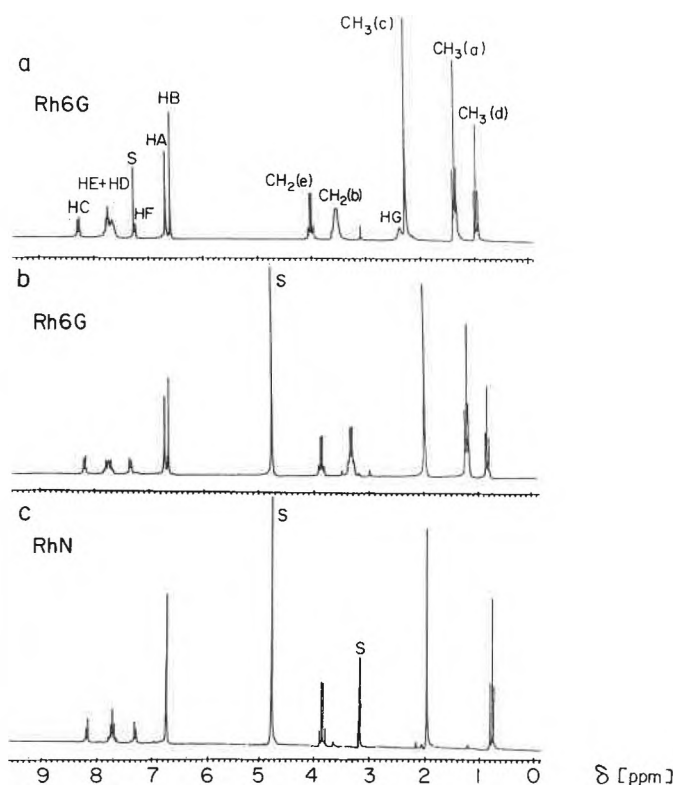 a
Rh6G
HC
HE+HD
S
HF
HA
HB
CH₂(e)
CH₂(b)
HG
CH₃(c)
CH₃(a)
CH₃(d)
b
Rh6G
S
c
RhN
S
S
9 8 7 6 5 4 3 2 1 0 δ [ppm]